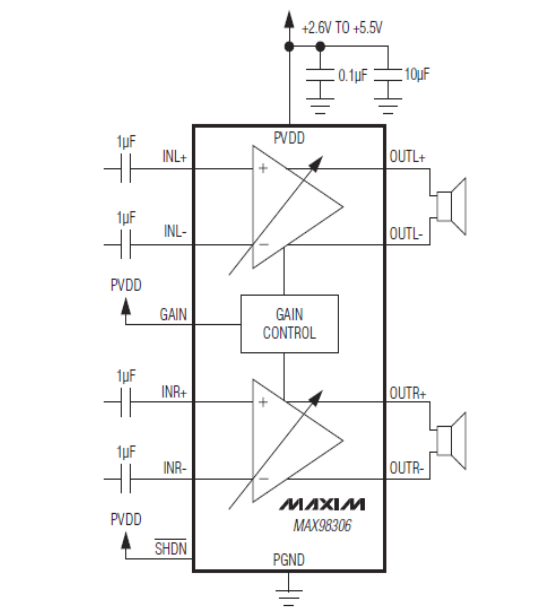 +2.6V TO +5.5V
0.1µF
10µF
PVDD
1µF
INL+
OUTL+
+
1µF
INL-
OUTL-
−
PVDD
GAIN
GAIN
CONTROL
1µF
INR+
OUTR+
+
1µF
INR-
OUTR-
−
MAXIM
MAX98306
PVDD
SHDN
PGND